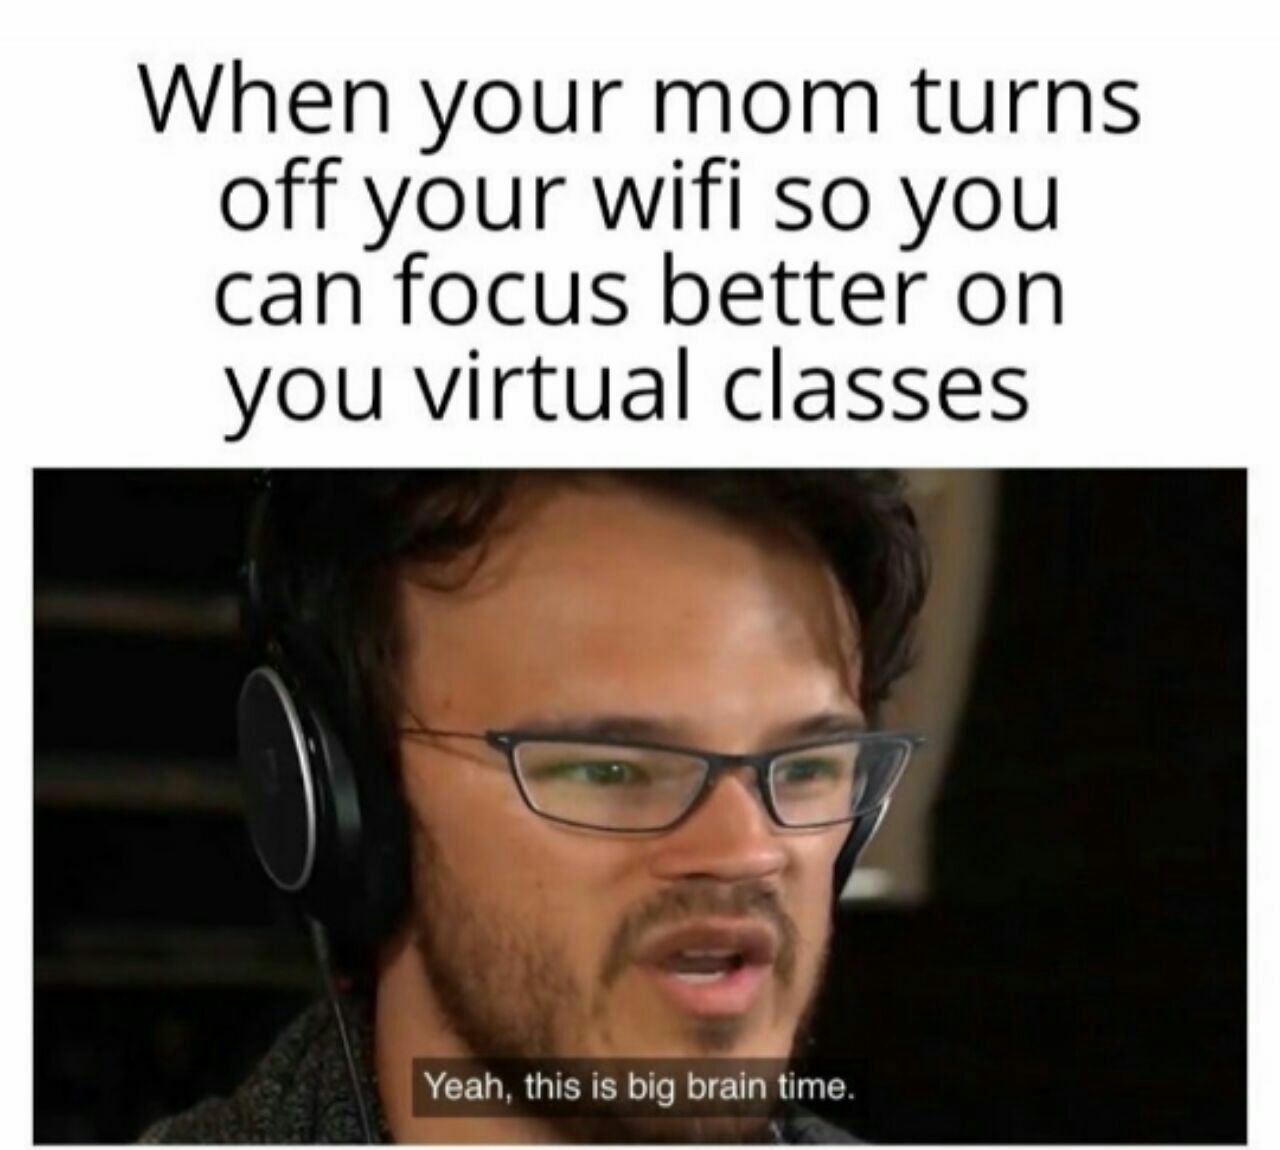 When your mom turns
off your wifi so you
can focus better on
you virtual classes
Yeah, this is big brain time.